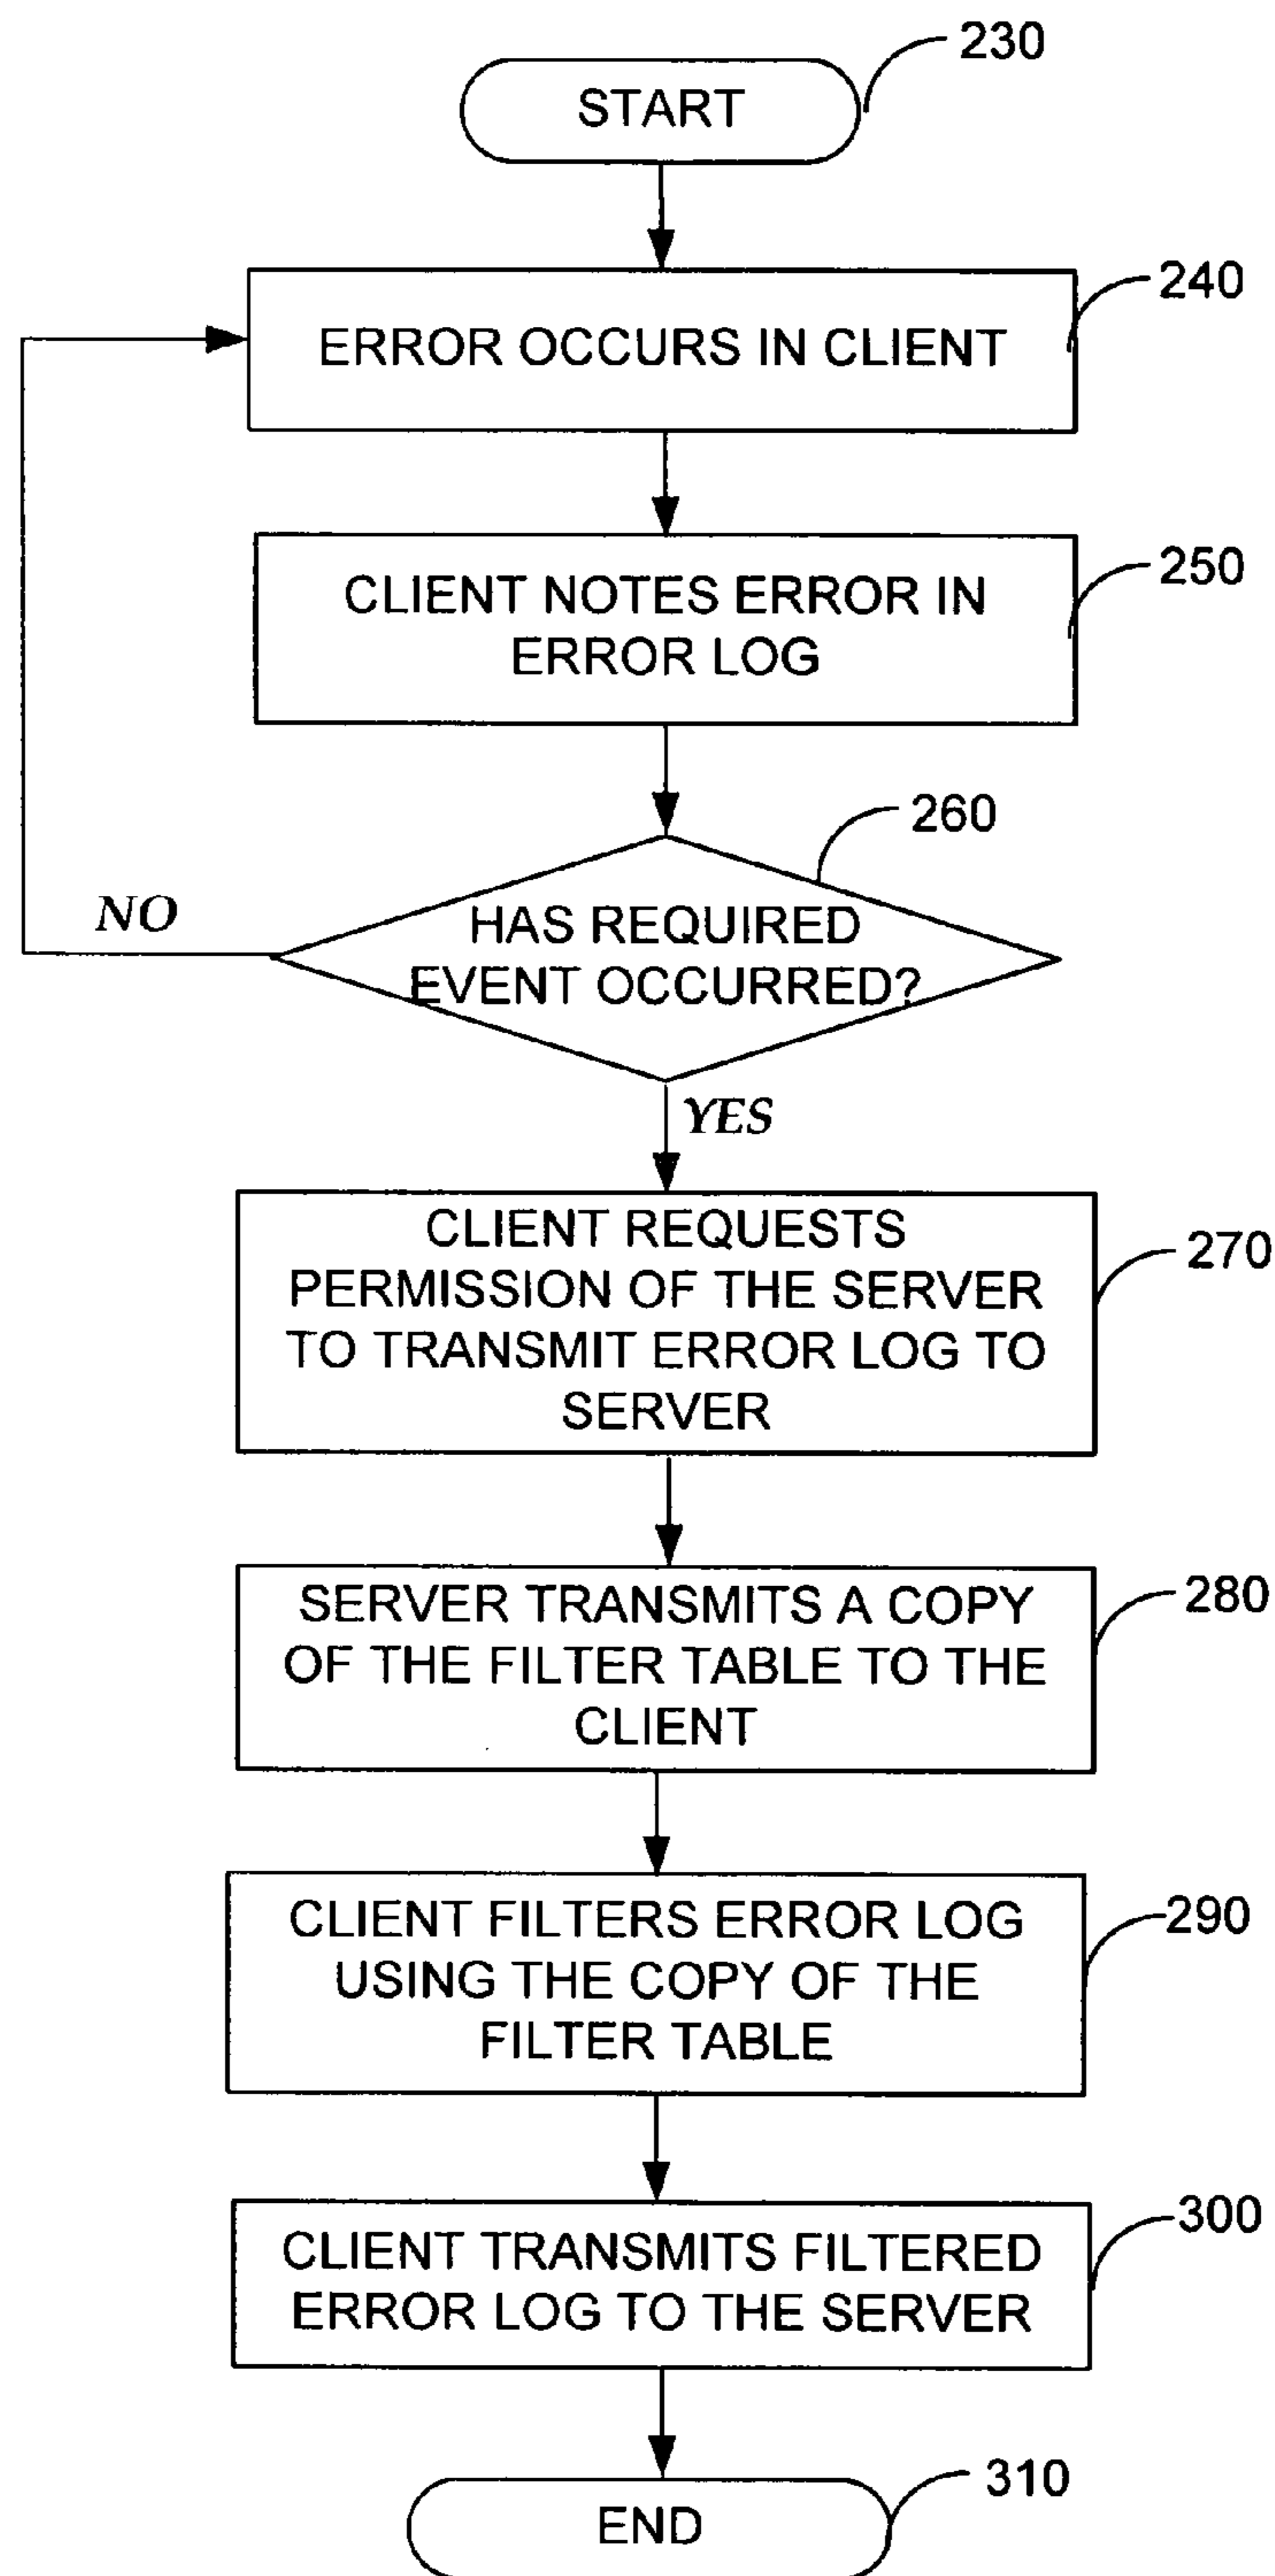 230
START
240
ERROR OCCURS IN CLIENT
250
CLIENT NOTES ERROR IN
ERROR LOG
260
HAS REQUIRED
EVENT OCCURRED?
NO
YES
270
CLIENT REQUESTS
PERMISSION OF THE SERVER
TO TRANSMIT ERROR LOG TO
SERVER
280
SERVER TRANSMITS A COPY
OF THE FILTER TABLE TO THE
CLIENT
290
CLIENT FILTERS ERROR LOG
USING THE COPY OF THE
FILTER TABLE
300
CLIENT TRANSMITS FILTERED
ERROR LOG TO THE SERVER
310
END